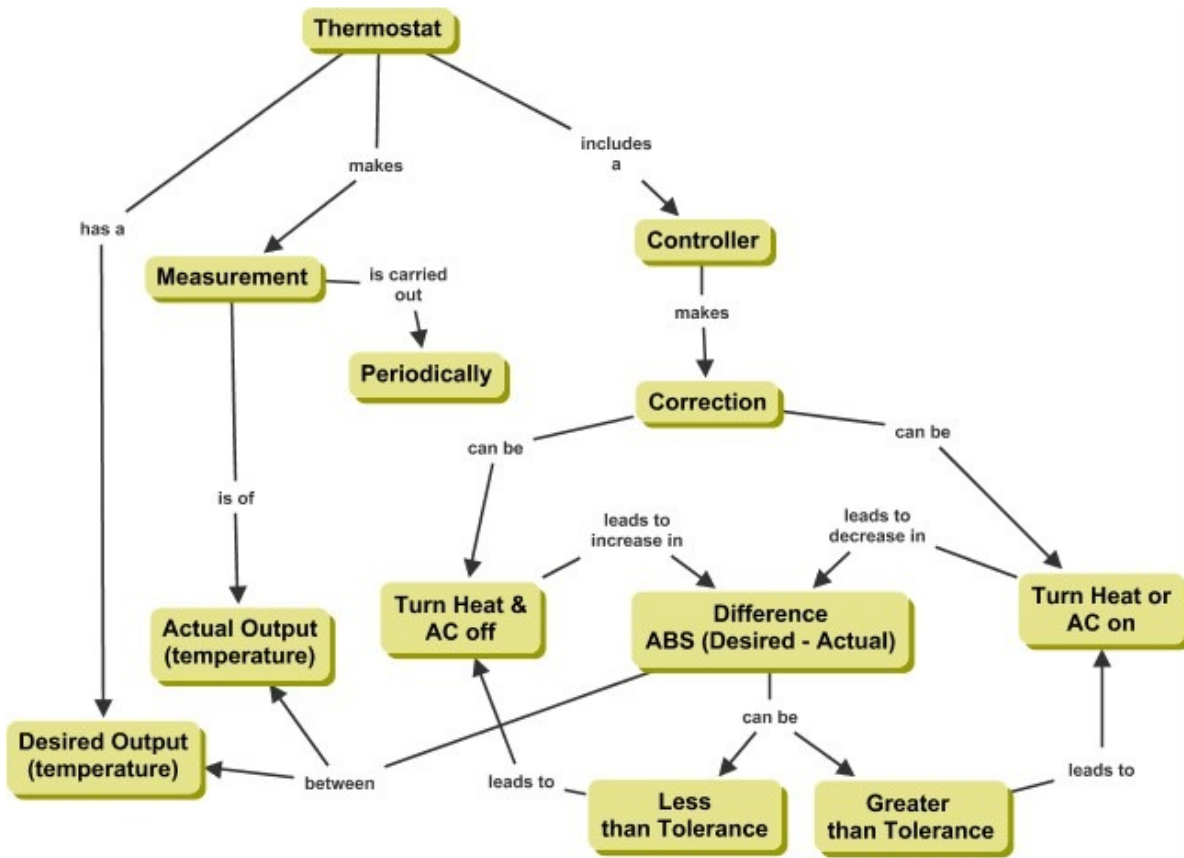 Thermostat
includes
a
makes
has a
Controller
Measurement
is carried
out
makes
Periodically
Correction
can be
can be
is of
leads to
increase in
leads to
decrease in
Turn Heat &
AC off
Difference
ABS (Desired - Actual)
Turn Heat or
AC on
Actual Output
(temperature)
can be
Desired Output
(temperature)
between
leads to
leads to
Less
than Tolerance
Greater
than Tolerance